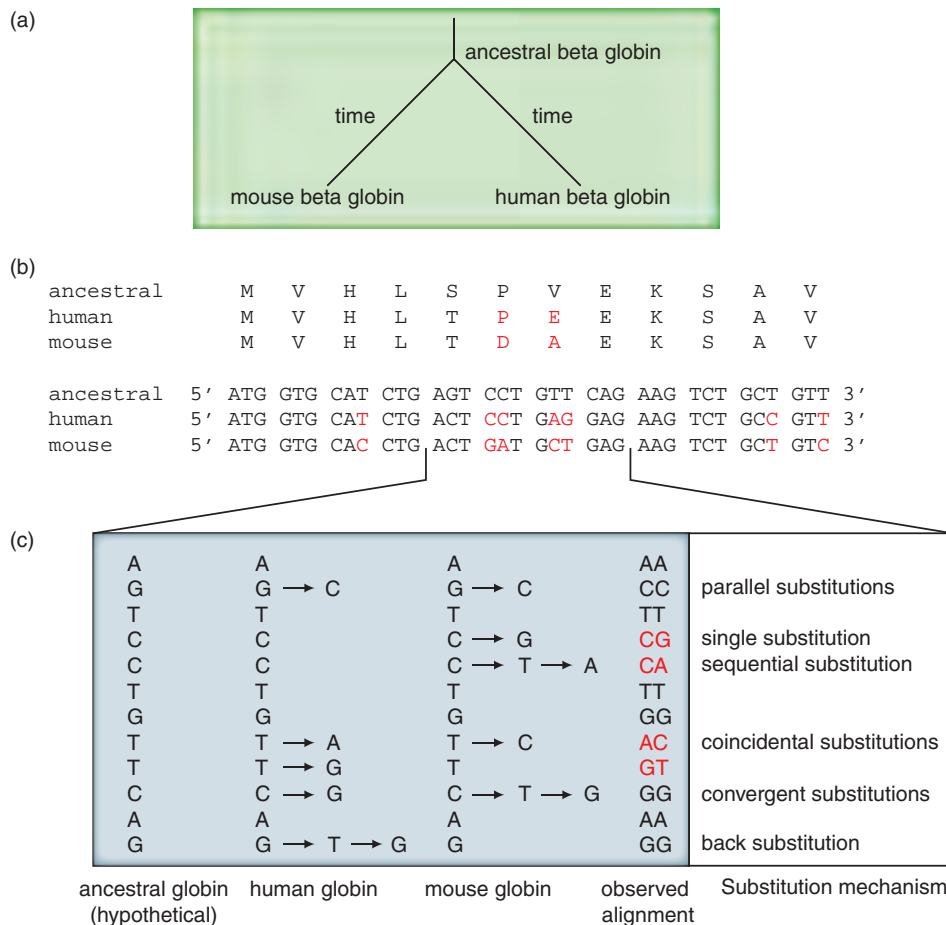 (a)
ancestral beta globin
time time
mouse beta globin human beta globin
(b)
ancestral M V H L S P V E K S A V
human M V H L T P E E K S A V
mouse M V H L T D A E K S A V
ancestral 5′ ATG GTG CAT CTG AGT CCT GTT CAG AAG TCT GCT GTT 3′
human 5′ ATG GTG CAT CTG ACT CCT GAG GAG AAG TCT GCC GTT 3′
mouse 5′ ATG GTG CAC CTG ACT GAT GCT GAG AAG TCT GCT GTC 3′
(c)
A A A AA
G G → C G → C CC parallel substitutions
T T T TT
C C C → G CG single substitution
C C C → T → A CA sequential substitution
T T T TT
G G G GG
T T → A T → C AC coincidental substitutions
T T → G T GT
C C → G C → T → G GG convergent substitutions
A A A AA
G G → T → G G GG back substitution
ancestral globin human globin mouse globin observed Substitution mechanism
(hypothetical) alignment